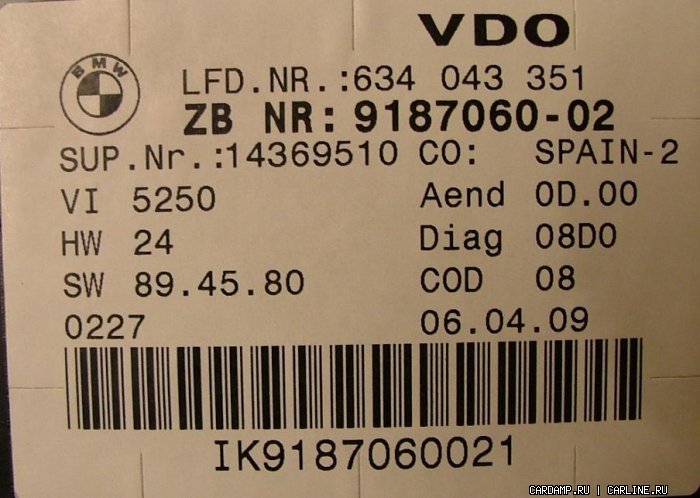 VDO
BMW
LFD.NR.:634 043 351
ZB NR: 9187060-02
SUP.Nr.:14369510 CO: SPAIN-2
VI 5250 Aend 0D.00
HW 24 Diag 08D0
SW 89.45.80 COD 08
0227 06.04.09
IK9187060021
CARDAMP.RU | CARLINE.RU